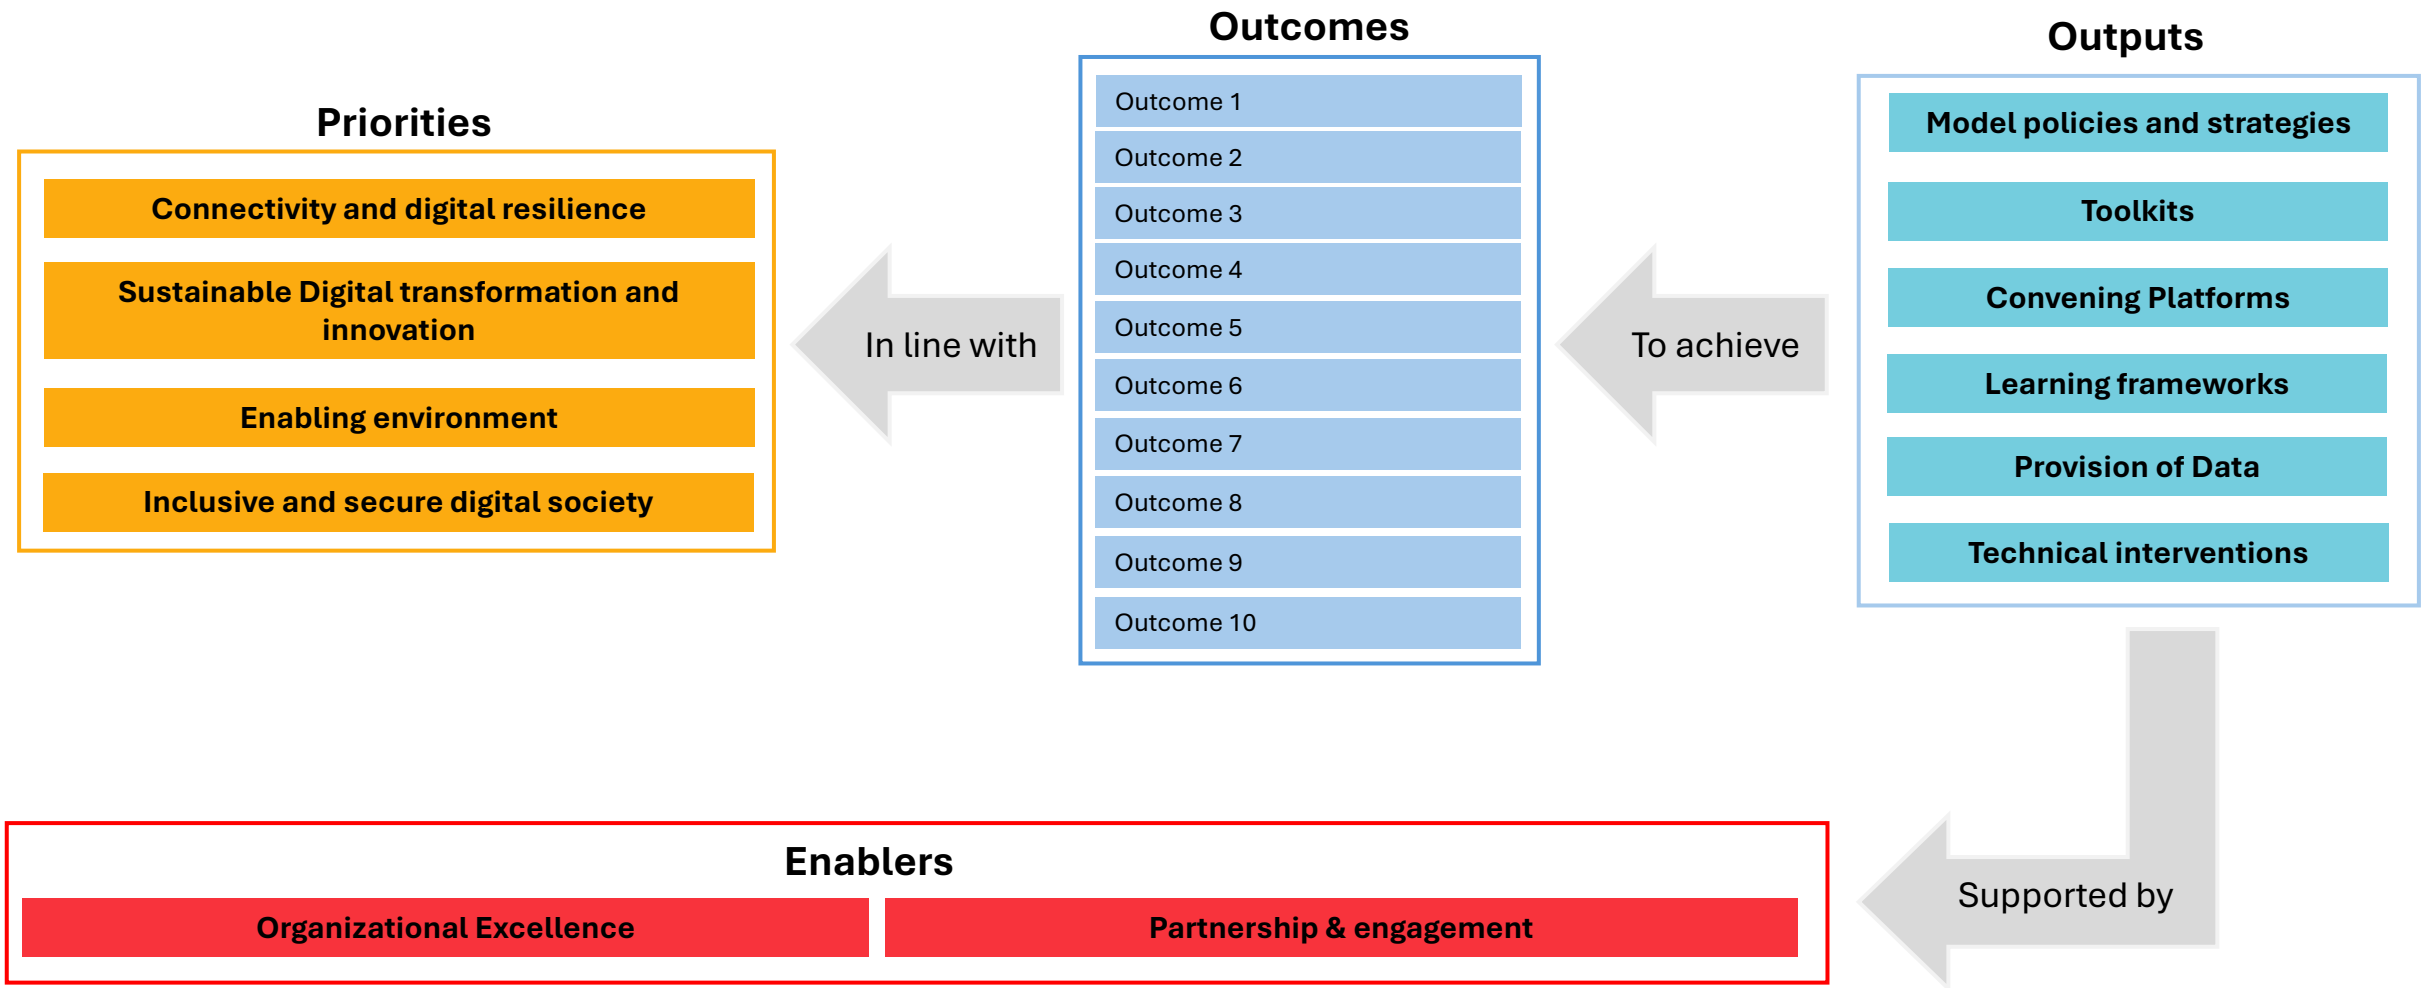 Priorities
Connectivity and digital resilience
Sustainable Digital transformation and
innovation
Enabling environment
Inclusive and secure digital society
In line with
Outcomes
Outcome 1
Outcome 2
Outcome 3
Outcome 4
Outcome 5
Outcome 6
Outcome 7
Outcome 8
Outcome 9
Outcome 10
To achieve
Outputs
Model policies and strategies
Toolkits
Convening Platforms
Learning frameworks
Provision of Data
Technical interventions
Supported by
Enablers
Organizational Excellence
Partnership & engagement